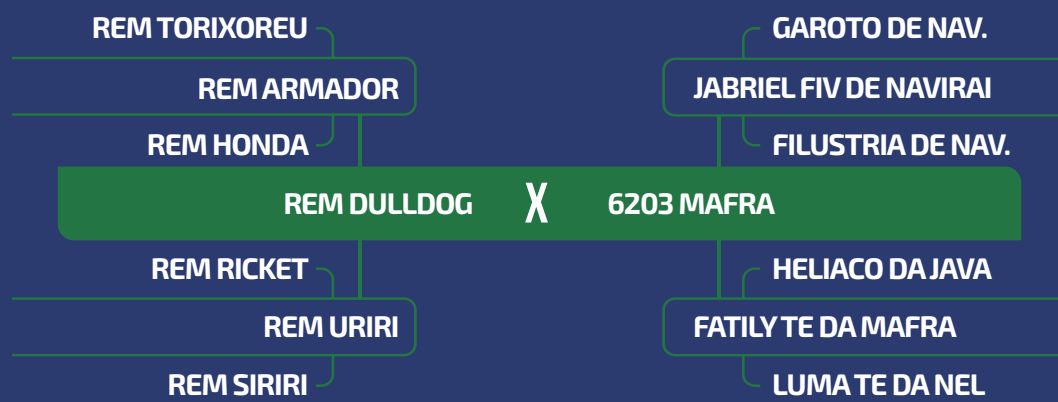 REM TORIXOREU
GAROTO DE NAV.
REM ARMADOR
JABRIEL FIV DE NAVIRAI
REM HONDA
FILUSTRIA DE NAV.
REM DULLDOG X 6203 MAFRA
REM RICKET
HELIACO DA JAVA
REM URIRI
FATILY TE DA MAFRA
REM SIRIRI
LUMA TE DA NEL